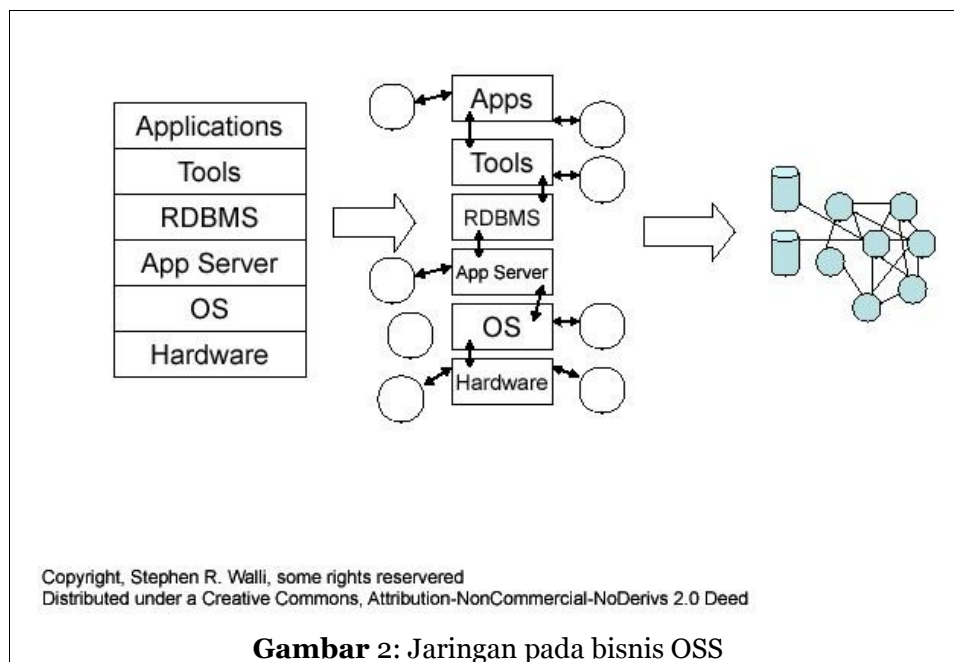 Applications
Tools
RDBMS
App Server
OS
Hardware
Apps
Tools
RDBMS
App Server
OS
Hardware
Copyright, Stephen R. Walli, some rights reservered
Distributed under a Creative Commons, Attribution-NonCommercial-NoDerivs 2.0 Deed
Gambar 2: Jaringan pada bisnis OSS